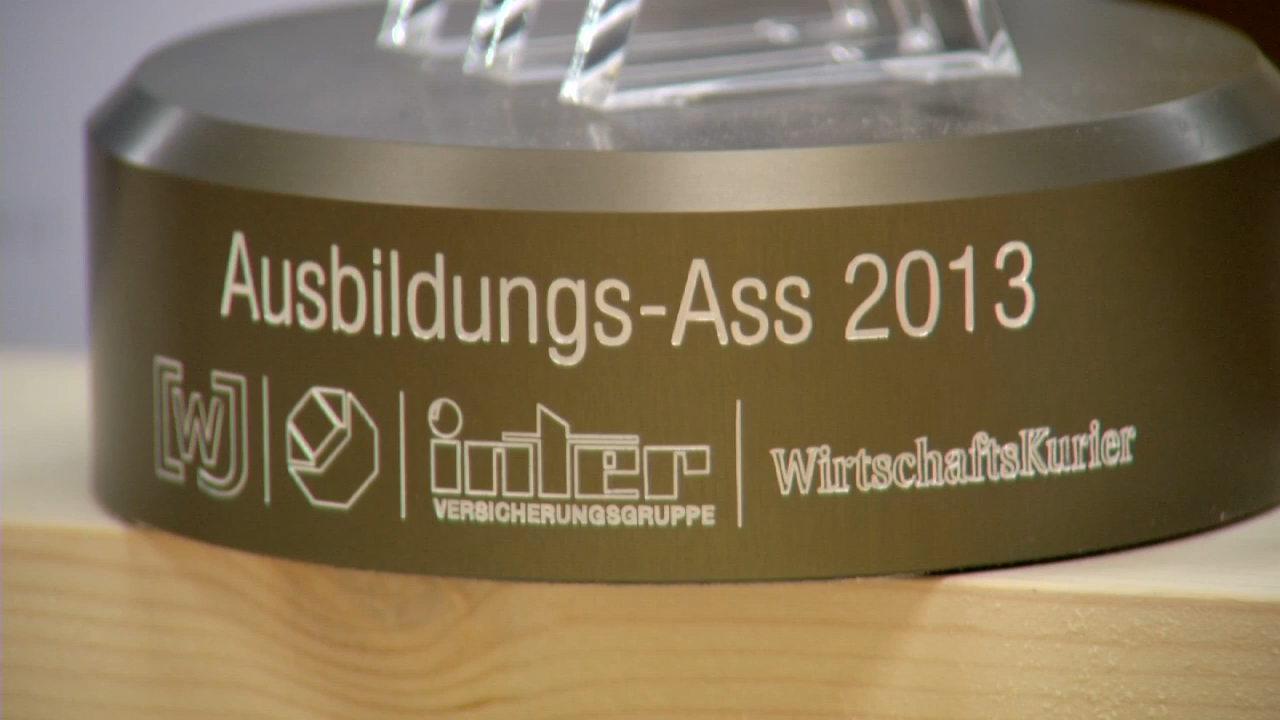 Ausbildungs-Ass 2013
WJ
inter
VERSICHERUNGSGRUPPE
WirtschaftsKurier